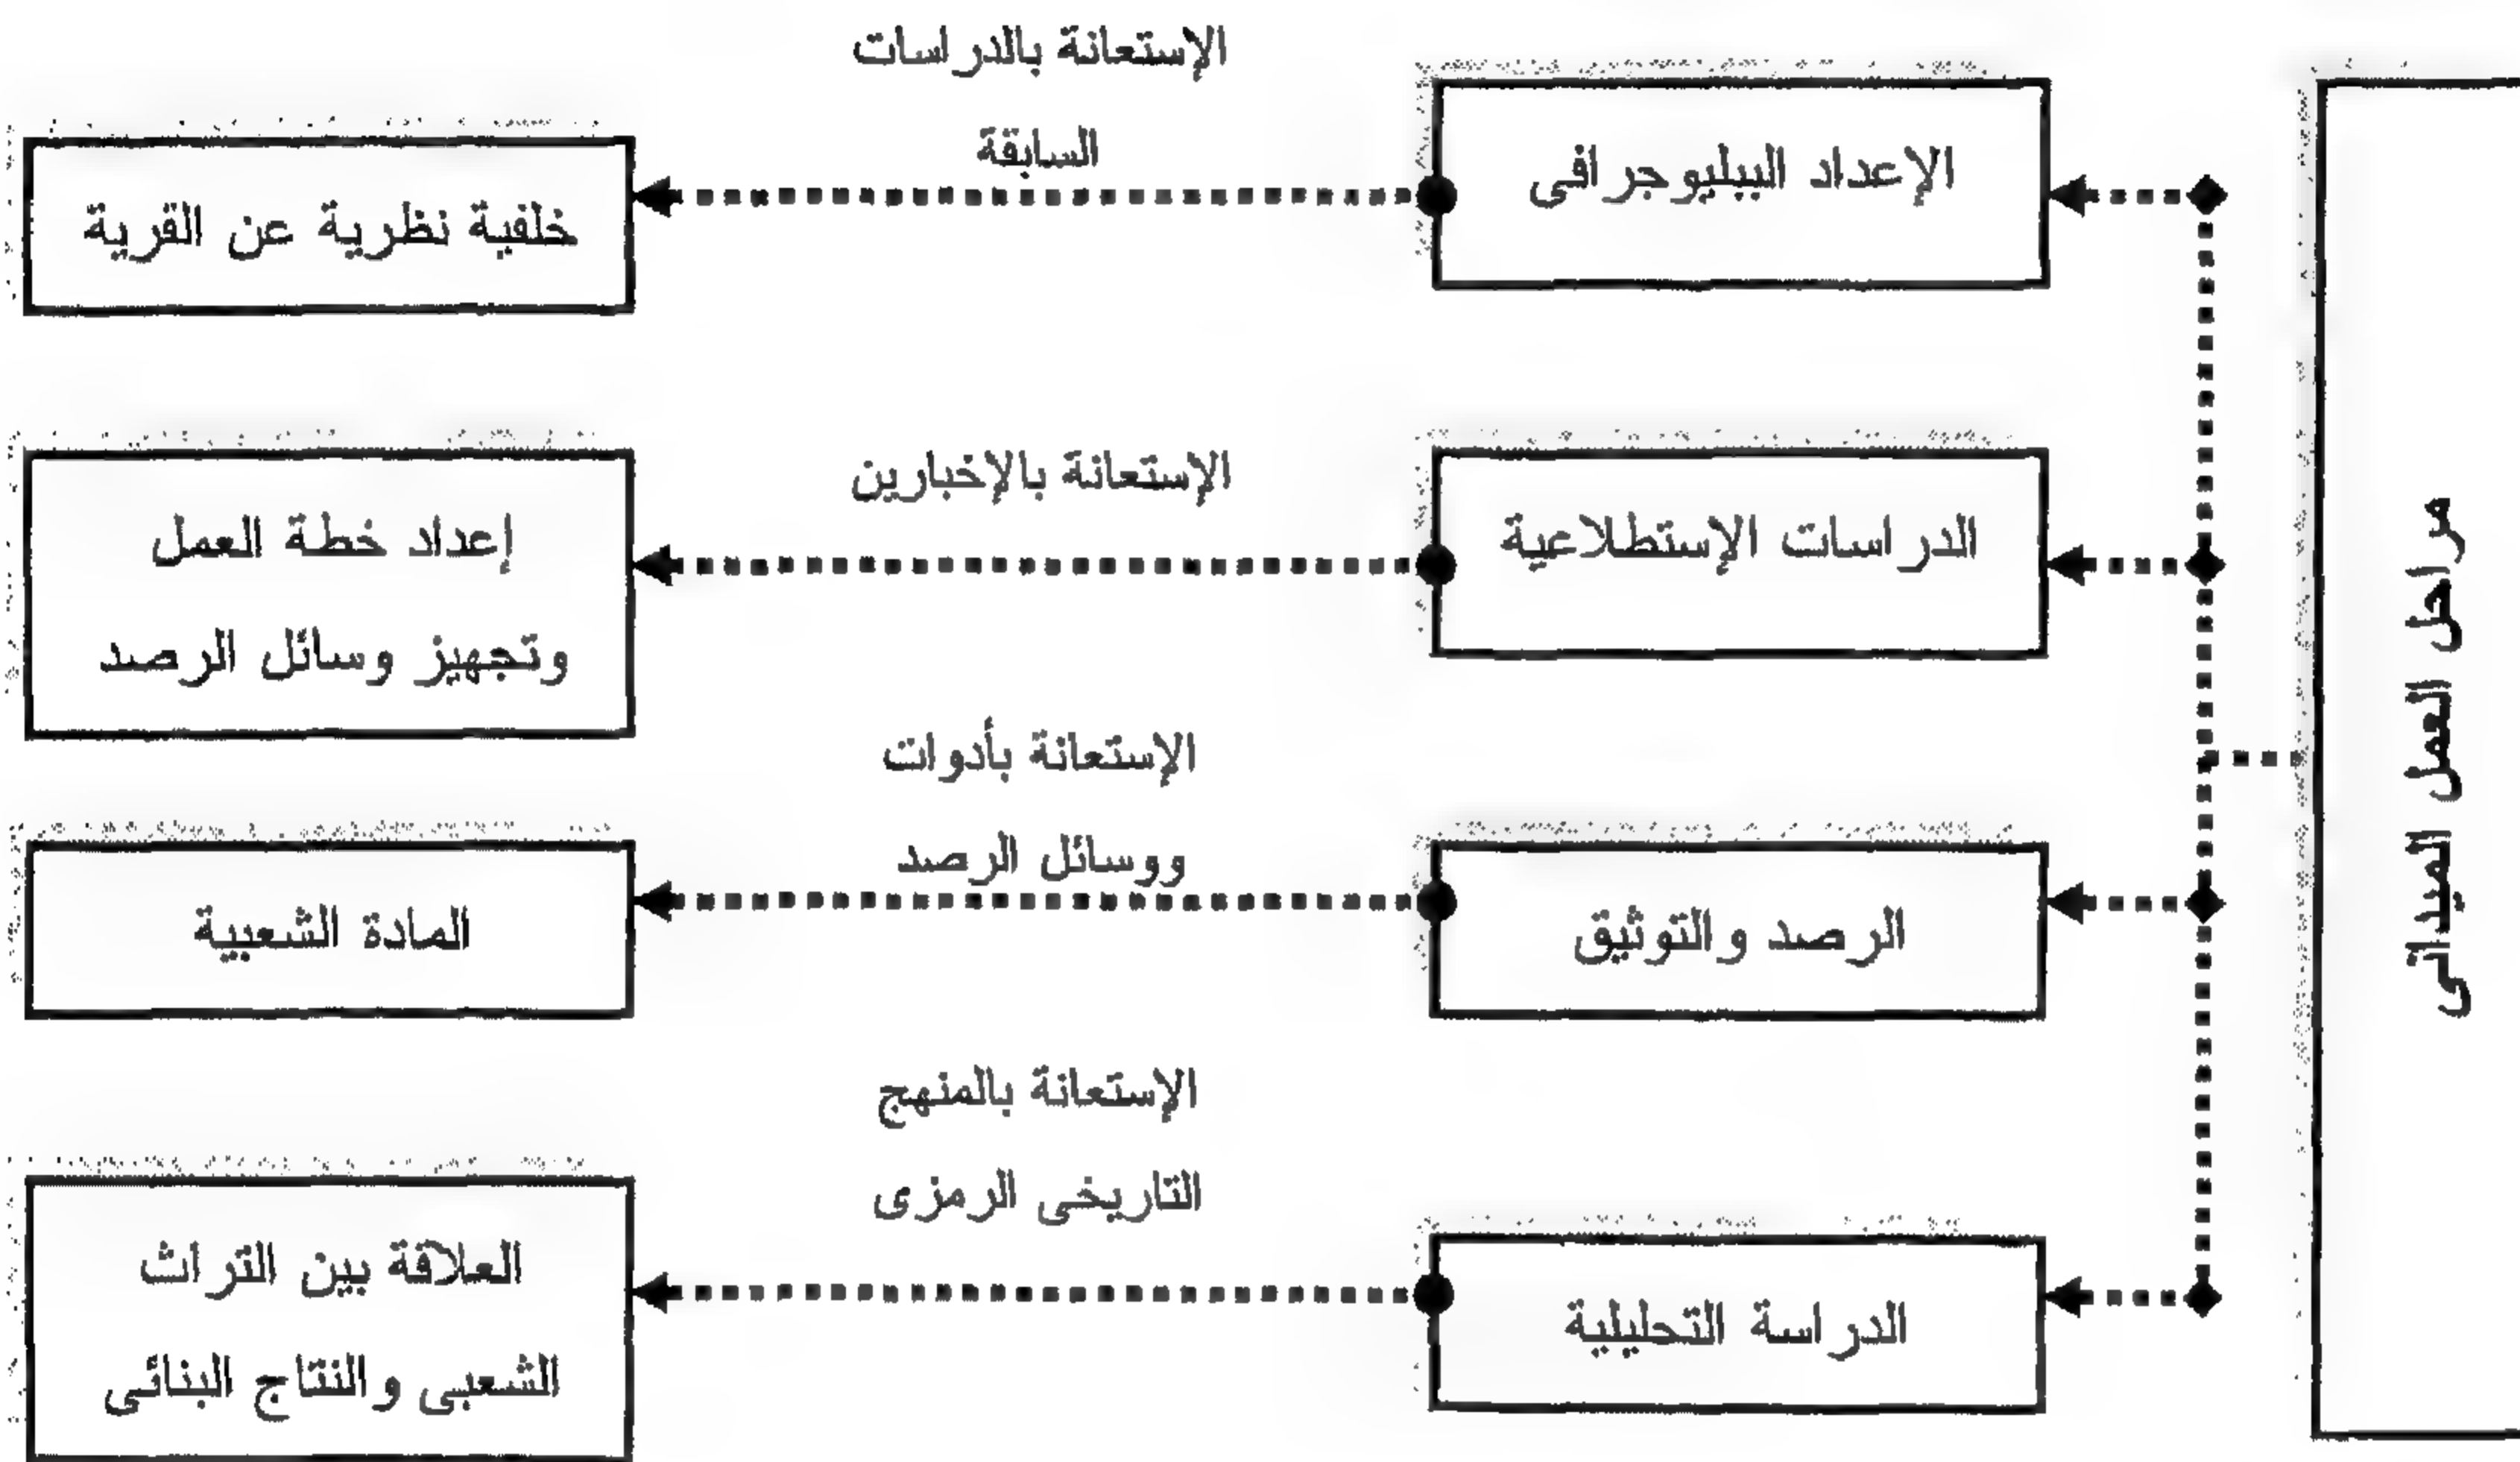 مراحل العمل الميدانى
الإعداد الببليوجرافى
الإستعانة بالدراسات
السابقة
خلفية نظرية عن القرية
الدراسات الإستطلاعية
الإستعانة بالإخبارين
إعداد خطة العمل
وتجهيز وسائل الرصد
الرصد والتوثيق
الإستعانة بأدوات
ووسائل الرصد
المادة الشعبية
الدراسة التحليلية
الإستعانة بالمنهج
التاريخى الرمزى
العلاقة بين التراث
الشعبى والنتاج البنائى